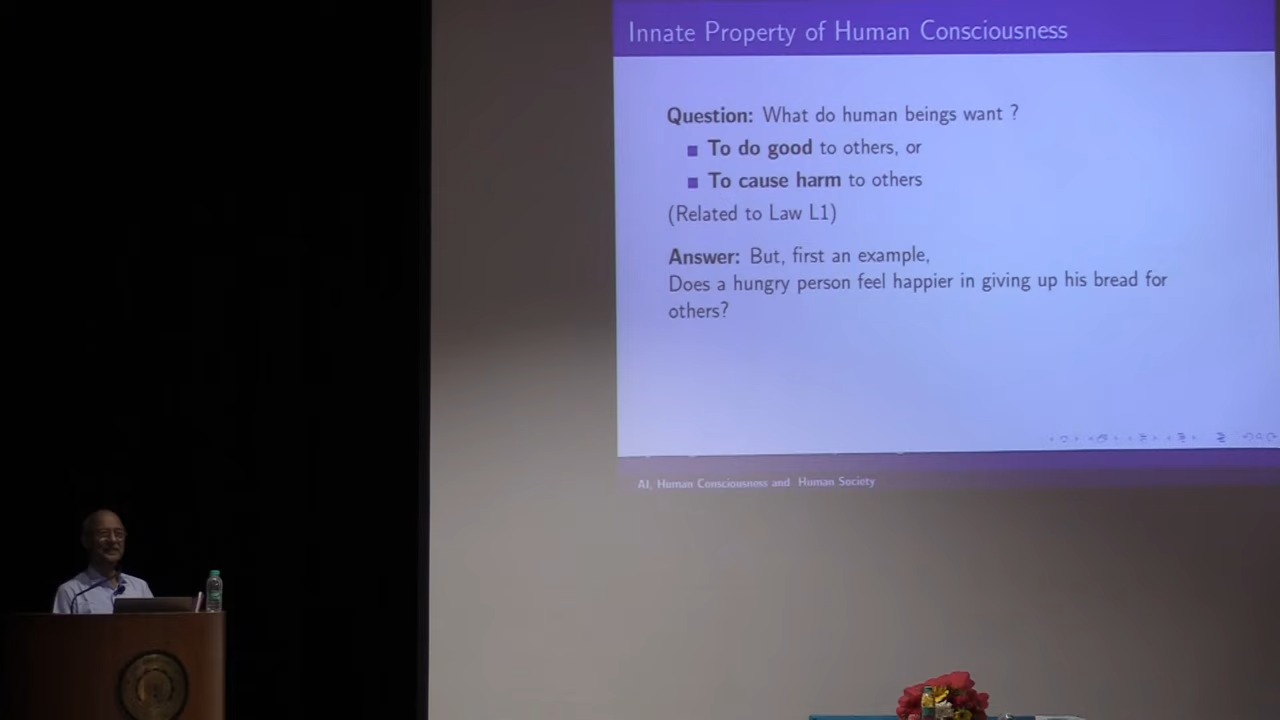 Innate Property of Human Consciousness
Question: What do human beings want ?
To do good to others, or
To cause harm to others
(Related to Law L1)
Answer: But, first an example,
Does a hungry person feel happier in giving up his bread for
others?
AI, Human Consciousness and Human Society